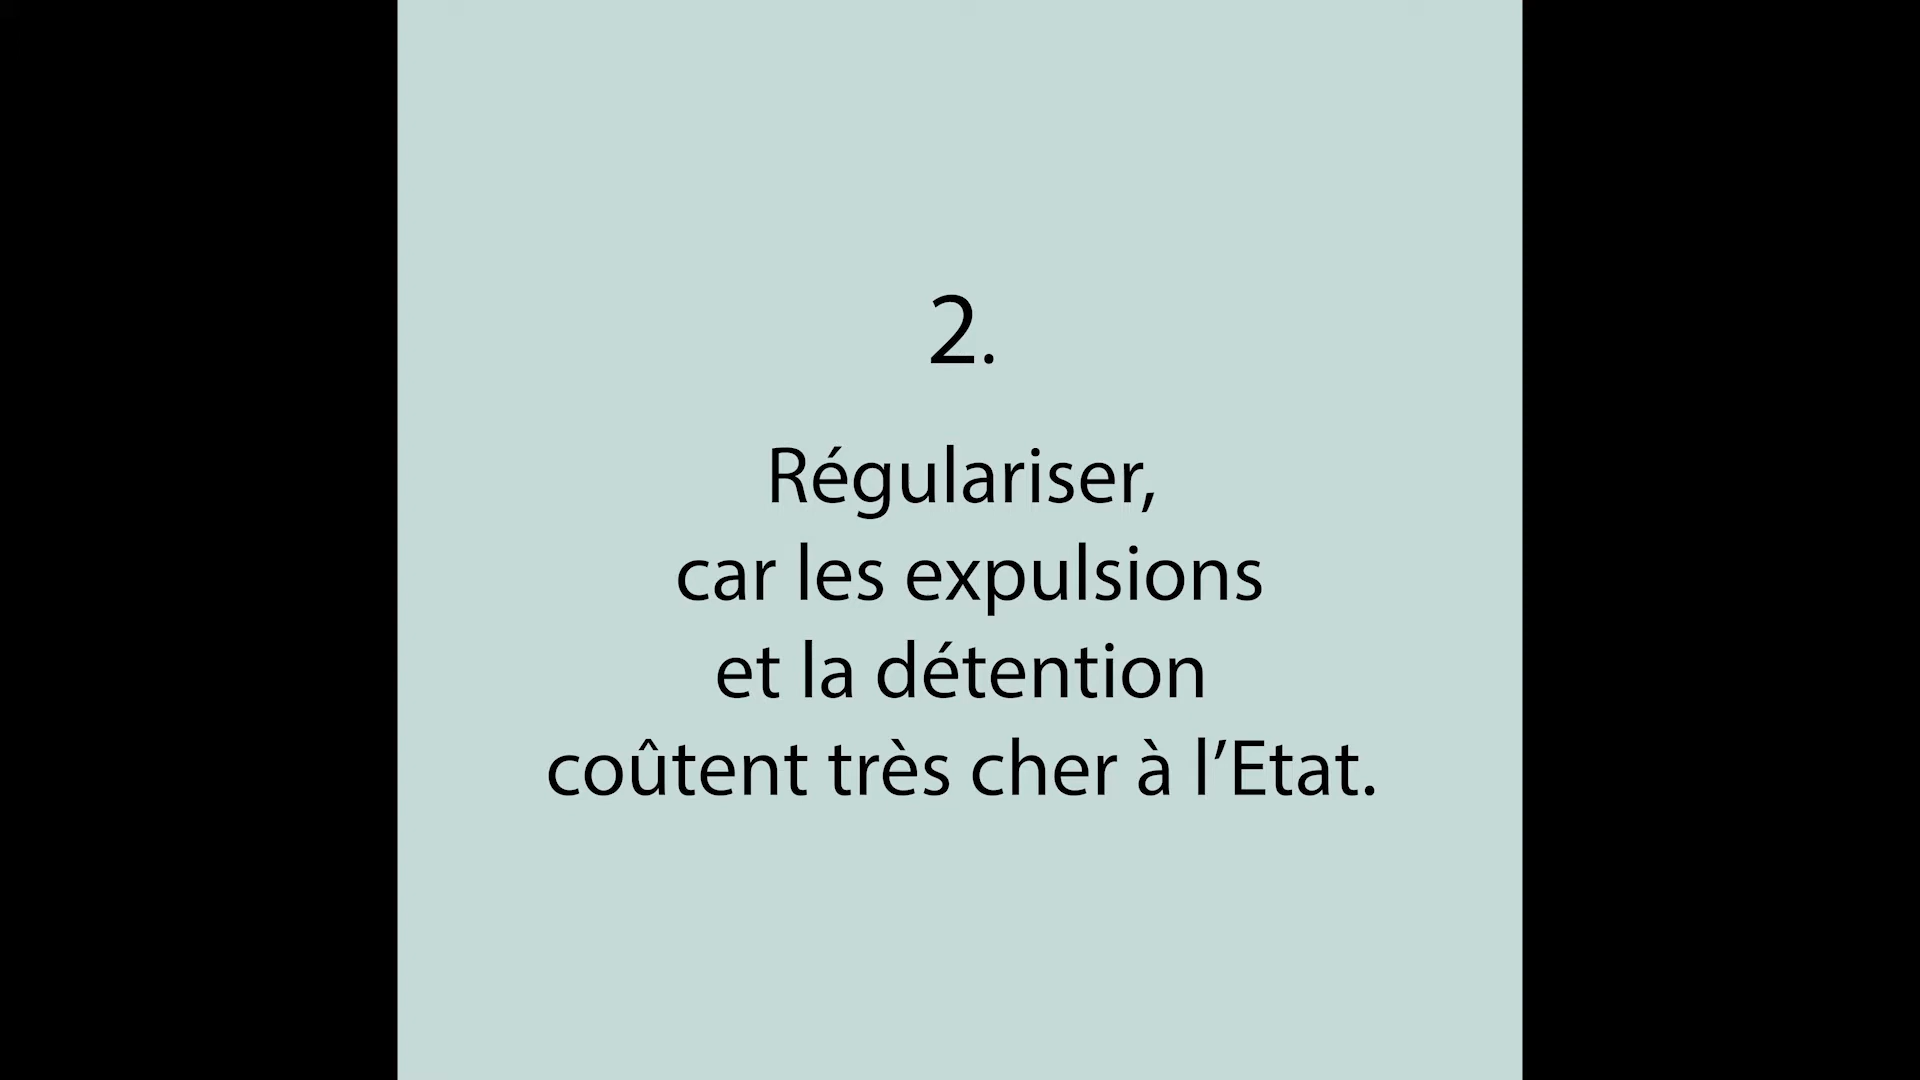 2.
Régulariser,
car les expulsions
et la détention
coûtent très cher à l’Etat.